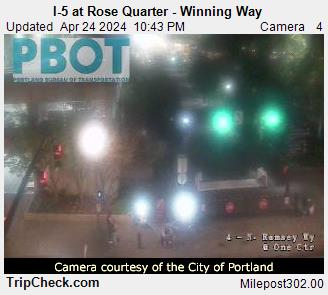 I-5 at Rose Quarter - Winning Way
Updated Apr 24 2024 10:43 PM Camera 4
PBOT
PORTLAND BUREAU OF TRANSPORTATION
4 - N. Ramsey Wy
@ One Ctr
Camera courtesy of the City of Portland
TripCheck.com Milepost302.00